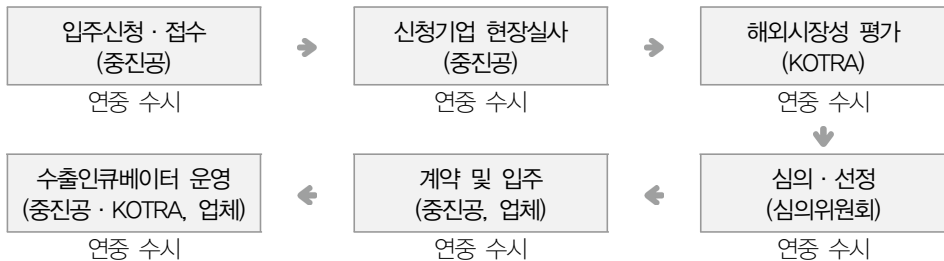 입주신청 · 접수
(중진공)
연중 수시
신청기업 현장실사
(중진공)
연중 수시
해외시장성 평가
(KOTRA)
연중 수시
심의 · 선정
(심의위원회)
연중 수시
계약 및 입주
(중진공, 업체)
연중 수시
수출인큐베이터 운영
(중진공 · KOTRA, 업체)
연중 수시